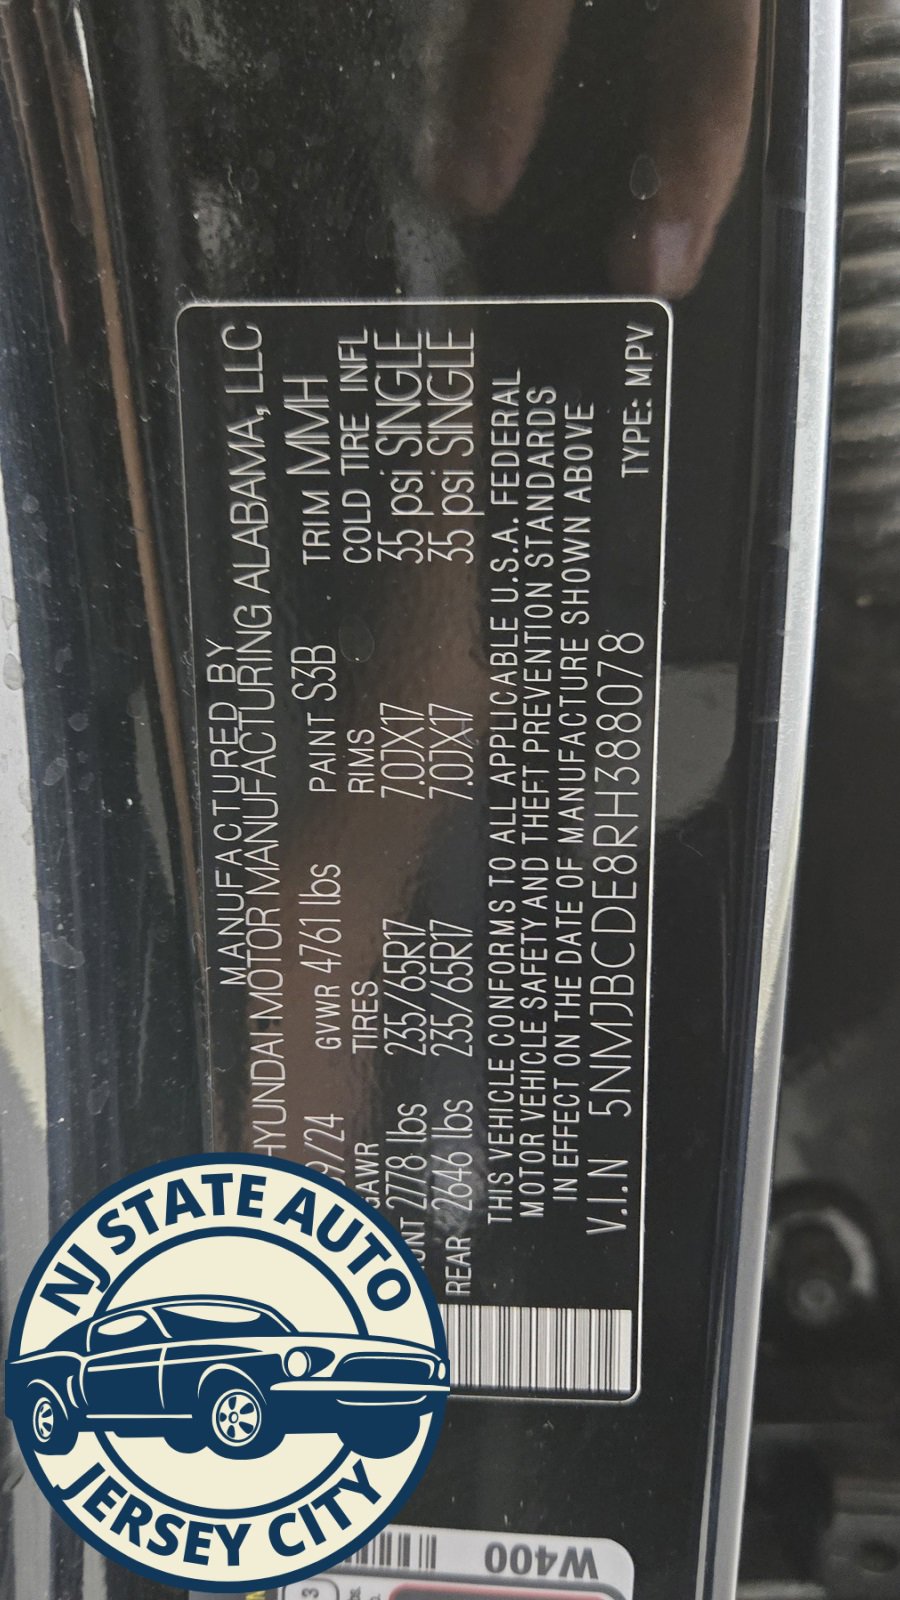 MANUFACTURED BY
HYUNDAI MOTOR MANUFACTURING ALABAMA, LLC
9/24 GVWR 4761 lbs PAINT S3B TRIM MMH
GAWR TIRES RIMS COLD TIRE INFL
2778 lbs 235/65R17 7.0JX17 35 psi SINGLE
REAR 2646 lbs 235/65R17 7.0JX17 35 psi SINGLE
THIS VEHICLE CONFORMS TO ALL APPLICABLE U.S.A. FEDERAL
MOTOR VEHICLE SAFETY AND THEFT PREVENTION STANDARDS
IN EFFECT ON THE DATE OF MANUFACTURE SHOWN ABOVE
V.I.N 5NMJBCDE8RH388078 TYPE: MPV
NJ STATE AUTO
JERSEY CITY
W400
3